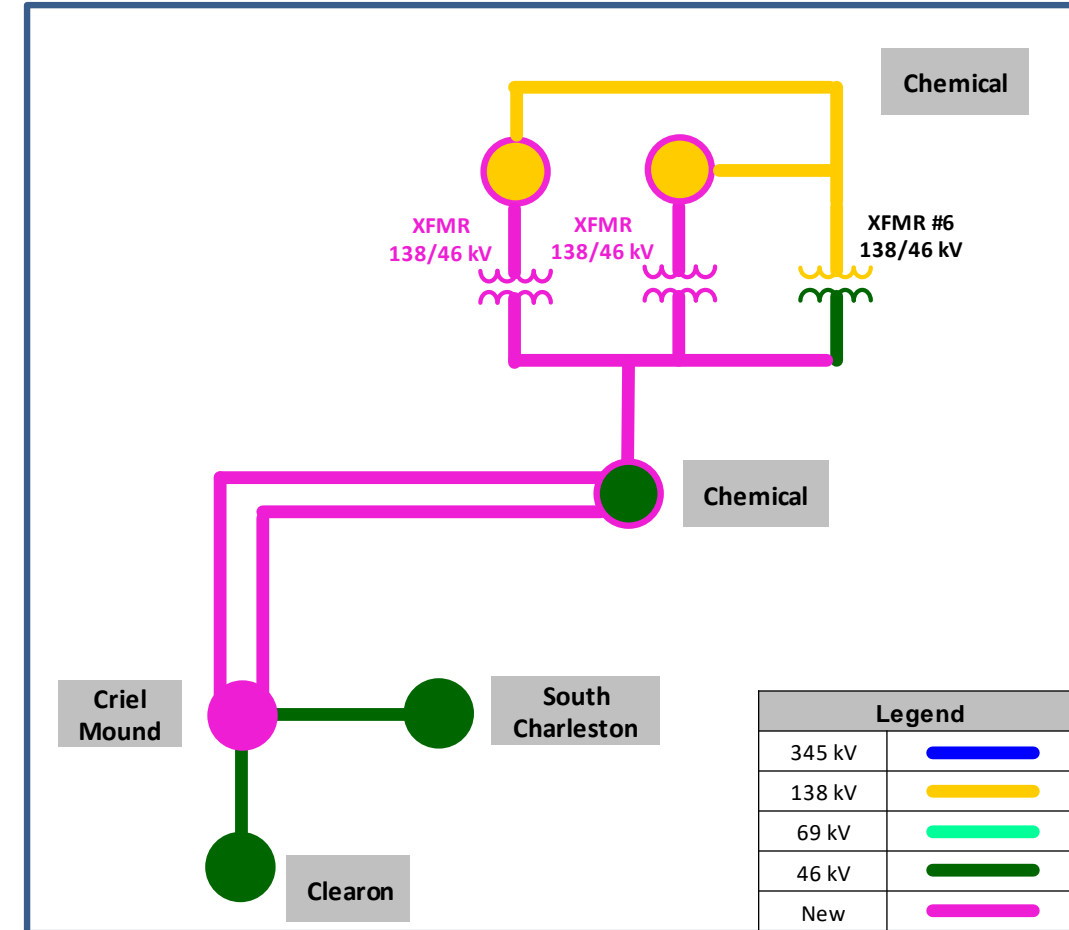 Chemical
XFMR
138/46 kV
XFMR
138/46 kV
XFMR #6
138/46 kV
Chemical
Criel
Mound
South
Charleston
Clearon
Legend
345 kV
138 kV
69 kV
46 kV
New